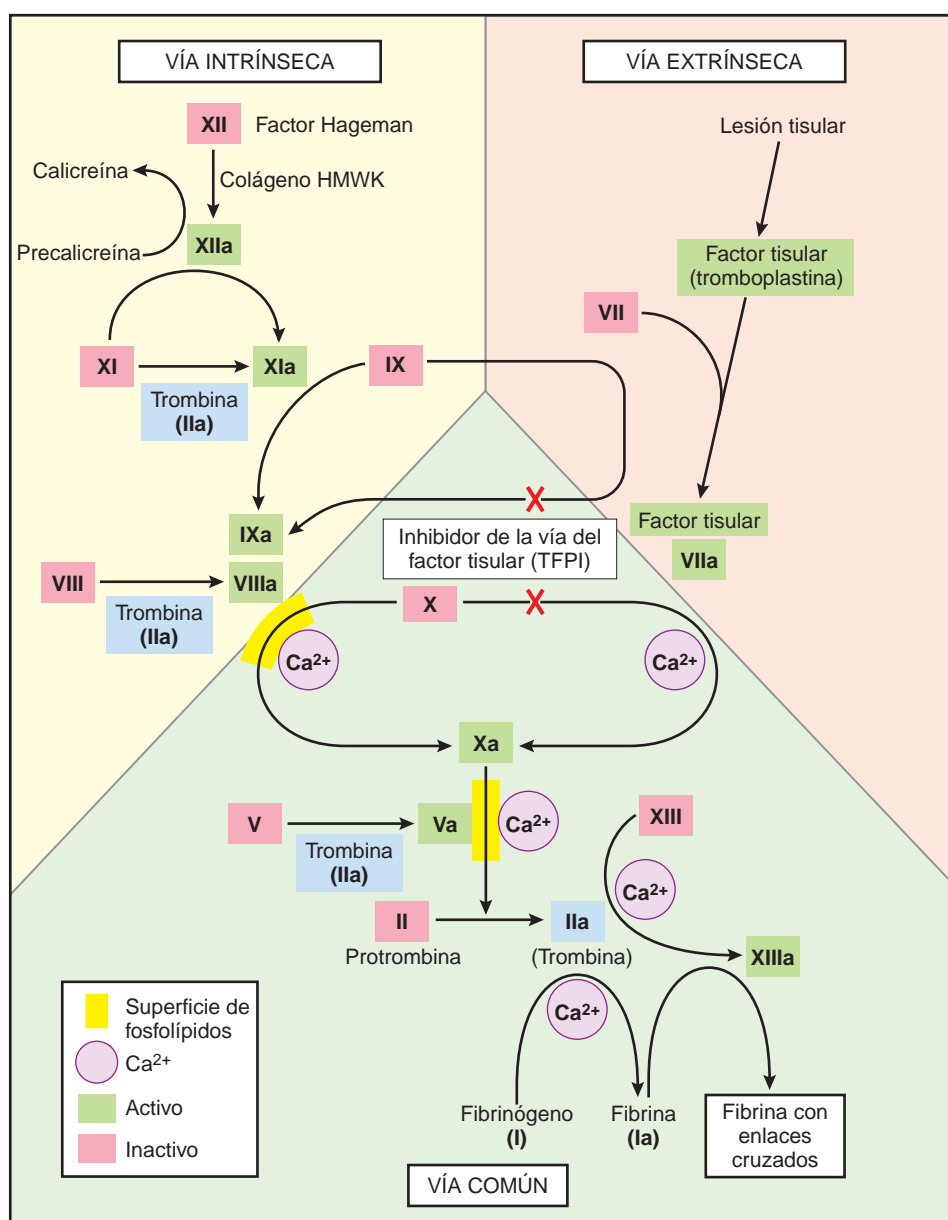 VÍA INTRÍNSECA
XII
Factor Hageman
Calicreína
Colágeno HMWK
Precalicreína
XIIa
XI
XIa
Trombina
(IIa)
IX
IXa
VIII
VIIIa
Trombina
(IIa)
VÍA EXTRÍNSECA
Lesión tisular
Factor tisular
(tromboplastina)
VII
Factor tisular
VIIa
Inhibidor de la vía del
factor tisular (TFPI)
X
Ca2+
Ca2+
Xa
V
Va
Ca2+
Trombina
(IIa)
XIII
Ca2+
II
Protrombina
IIa
(Trombina)
XIIIa
Ca2+
Fibrinógeno
(I)
Fibrina
(Ia)
Fibrina con
enlaces
cruzados
VÍA COMÚN
Superficie de
fosfolípidos
Ca2+
Activo
Inactivo